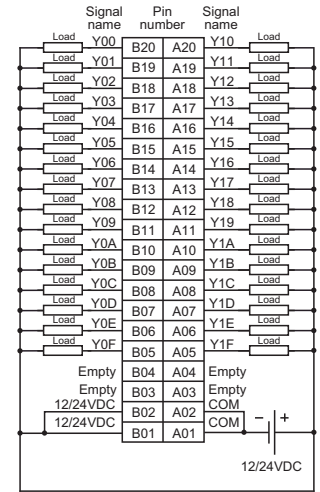 Signal name Pin number Signal name
Load Y00 B20 A20 Y10 Load
Load Y01 B19 A19 Y11 Load
Load Y02 B18 A18 Y12 Load
Load Y03 B17 A17 Y13 Load
Load Y04 B16 A16 Y14 Load
Load Y05 B15 A15 Y15 Load
Load Y06 B14 A14 Y16 Load
Load Y07 B13 A13 Y17 Load
Load Y08 B12 A12 Y18 Load
Load Y09 B11 A11 Y19 Load
Load Y0A B10 A10 Y1A Load
Load Y0B B09 A09 Y1B Load
Load Y0C B08 A08 Y1C Load
Load Y0D B07 A07 Y1D Load
Load Y0E B06 A06 Y1E Load
Load Y0F B05 A05 Y1F Load
Empty B04 A04 Empty
Empty B03 A03 Empty
12/24VDC B02 A02 COM
12/24VDC B01 A01 COM − +
12/24VDC